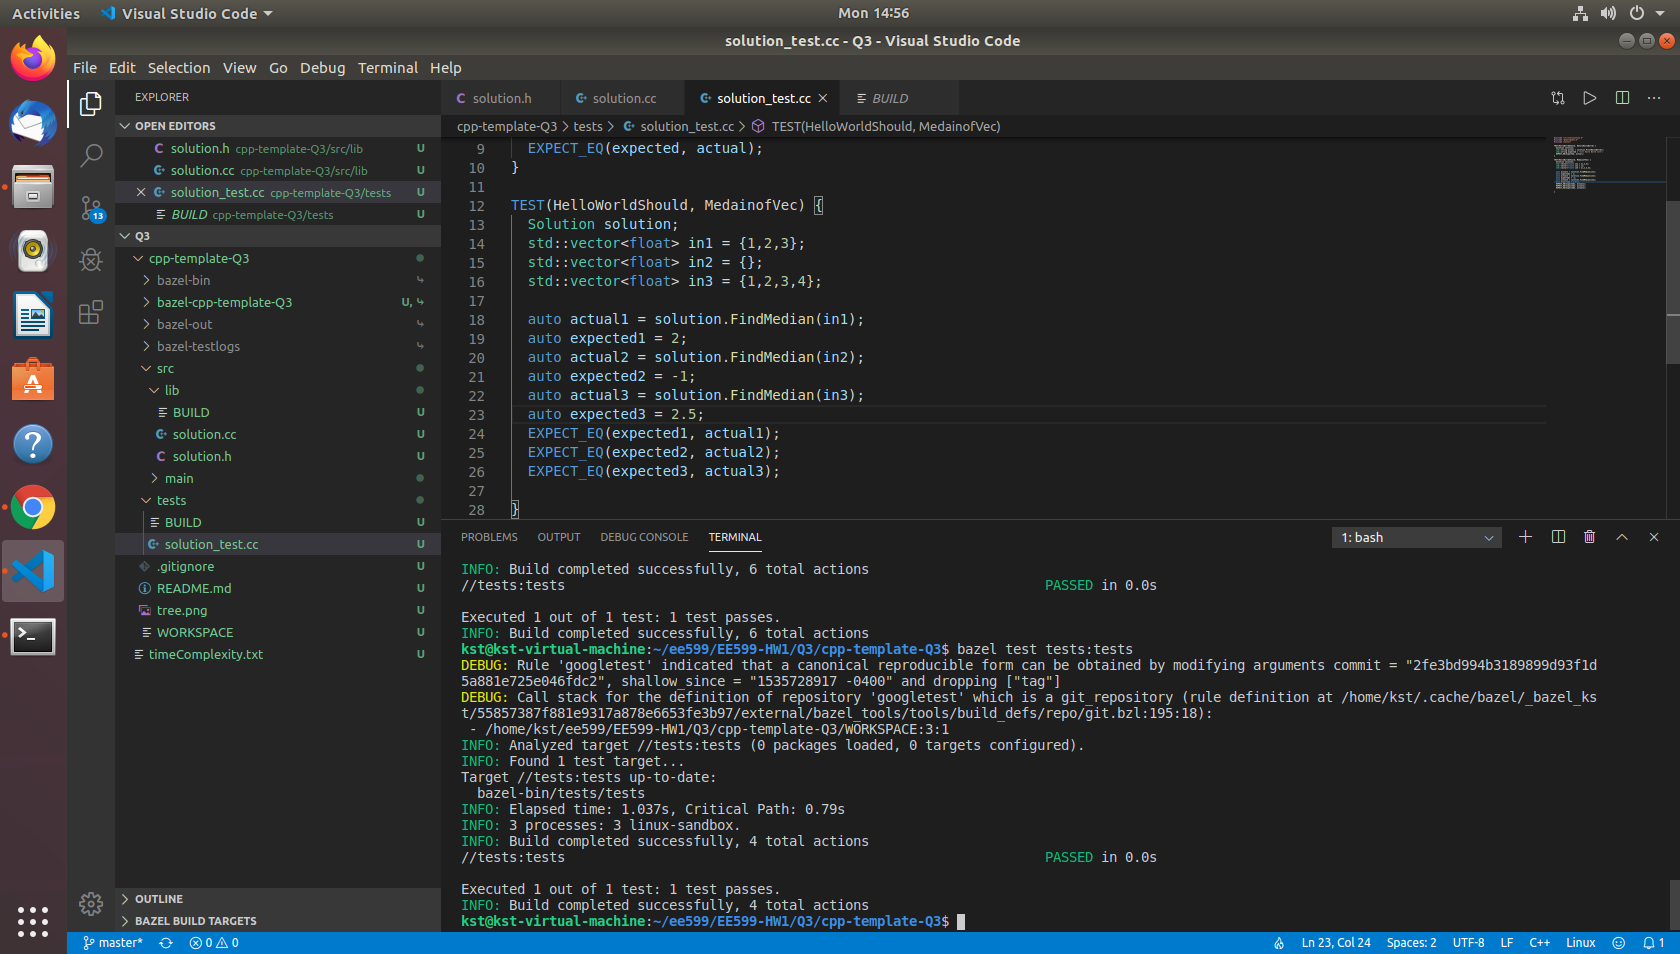 Activities
Visual Studio Code
Mon 14:56
solution_test.cc - Q3 - Visual Studio Code
File Edit Selection View Go Debug Terminal Help
EXPLORER
OPEN EDITORS
solution.h cpp-template-Q3/src/lib U
solution.cc cpp-template-Q3/src/lib U
solution_test.cc cpp-template-Q3/tests U
BUILD cpp-template-Q3/tests U
13
Q3
cpp-template-Q3
bazel-bin
bazel-cpp-template-Q3 U,
bazel-out
bazel-testlogs
src
lib
BUILD U
solution.cc U
solution.h U
main
tests
BUILD U
solution_test.cc U
.gitignore U
README.md U
tree.png U
WORKSPACE U
timeComplexity.txt U
OUTLINE
BAZEL BUILD TARGETS
solution.h solution.cc solution_test.cc BUILD
cpp-template-Q3 > tests > solution_test.cc > TEST(HelloWorldShould, MedainofVec)
9 EXPECT_EQ(expected, actual);
10 }
11
12 TEST(HelloWorldShould, MedainofVec) {
13 Solution solution;
14 std::vector<float> in1 = {1,2,3};
15 std::vector<float> in2 = {};
16 std::vector<float> in3 = {1,2,3,4};
17
18 auto actual1 = solution.FindMedian(in1);
19 auto expected1 = 2;
20 auto actual2 = solution.FindMedian(in2);
21 auto expected2 = -1;
22 auto actual3 = solution.FindMedian(in3);
23 auto expected3 = 2.5;
24 EXPECT_EQ(expected1, actual1);
25 EXPECT_EQ(expected2, actual2);
26 EXPECT_EQ(expected3, actual3);
27
28 }
PROBLEMS OUTPUT DEBUG CONSOLE TERMINAL
1: bash
INFO: Build completed successfully, 6 total actions
//tests:tests PASSED in 0.0s
Executed 1 out of 1 test: 1 test passes.
INFO: Build completed successfully, 6 total actions
kst@kst-virtual-machine:~/ee599/EE599-HW1/Q3/cpp-template-Q3$ bazel test tests:tests
DEBUG: Rule 'googletest' indicated that a canonical reproducible form can be obtained by modifying arguments commit = "2fe3bd994b3189899d93f1d
5a881e725e046fdc2", shallow_since = "1535728917 -0400" and dropping ["tag"]
DEBUG: Call stack for the definition of repository 'googletest' which is a git_repository (rule definition at /home/kst/.cache/bazel/_bazel_ks
t/55857387f881e9317a878e6653fe3b97/external/bazel_tools/tools/build_defs/repo/git.bzl:195:18):
- /home/kst/ee599/EE599-HW1/Q3/cpp-template-Q3/WORKSPACE:3:1
INFO: Analyzed target //tests:tests (0 packages loaded, 0 targets configured).
INFO: Found 1 test target...
Target //tests:tests up-to-date:
bazel-bin/tests/tests
INFO: Elapsed time: 1.037s, Critical Path: 0.79s
INFO: 3 processes: 3 linux-sandbox.
INFO: Build completed successfully, 4 total actions
//tests:tests PASSED in 0.0s
Executed 1 out of 1 test: 1 test passes.
INFO: Build completed successfully, 4 total actions
kst@kst-virtual-machine:~/ee599/EE599-HW1/Q3/cpp-template-Q3$
master* 0 0 Ln 23, Col 24 Spaces: 2 UTF-8 LF C++ Linux 1